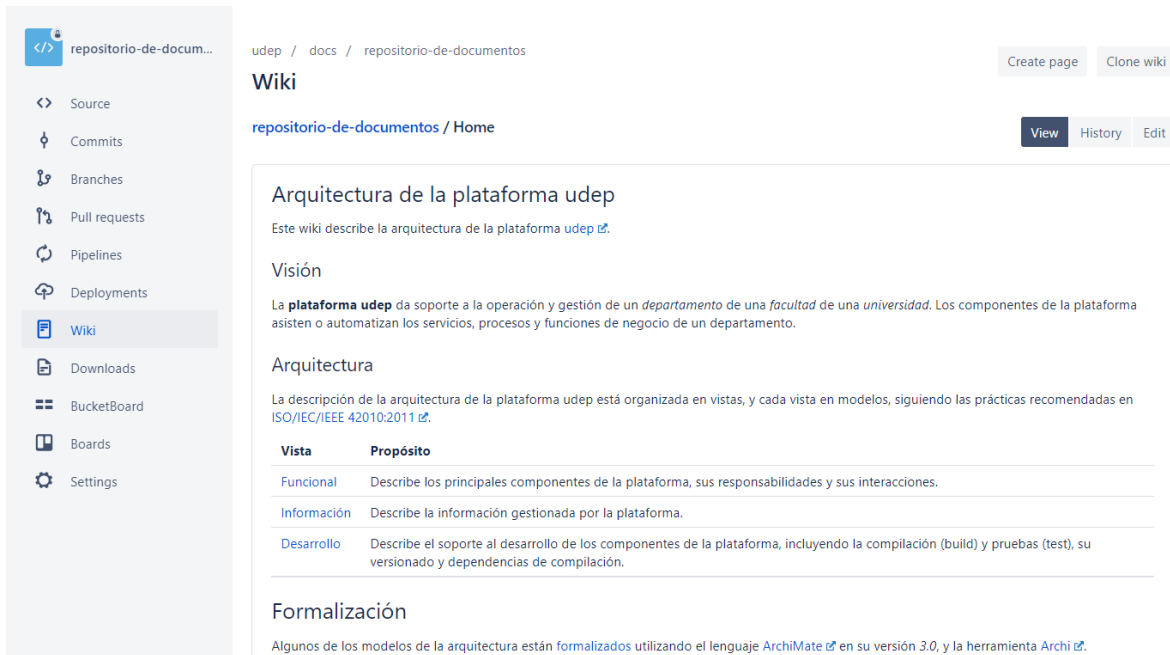 repositorio-de-docum...
Source
Commits
Branches
Pull requests
Pipelines
Deployments
Wiki
Downloads
BucketBoard
Boards
Settings
udep / docs / repositorio-de-documentos
Wiki
Create page
Clone wiki
repositorio-de-documentos / Home
View
History
Edit
Arquitectura de la plataforma udep
Este wiki describe la arquitectura de la plataforma udep.
Visión
La plataforma udep da soporte a la operación y gestión de un departamento de una facultad de una universidad. Los componentes de la plataforma
asisten o automatizan los servicios, procesos y funciones de negocio de un departamento.
Arquitectura
La descripción de la arquitectura de la plataforma udep está organizada en vistas, y cada vista en modelos, siguiendo las prácticas recomendadas en
ISO/IEC/IEEE 42010:2011.
Vista Propósito
Funcional Describe los principales componentes de la plataforma, sus responsabilidades y sus interacciones.
Información Describe la información gestionada por la plataforma.
Desarrollo Describe el soporte al desarrollo de los componentes de la plataforma, incluyendo la compilación (build) y pruebas (test), su
versionado y dependencias de compilación.
Formalización
Algunos de los modelos de la arquitectura están formalizados utilizando el lenguaje ArchiMate en su versión 3.0, y la herramienta Archi.